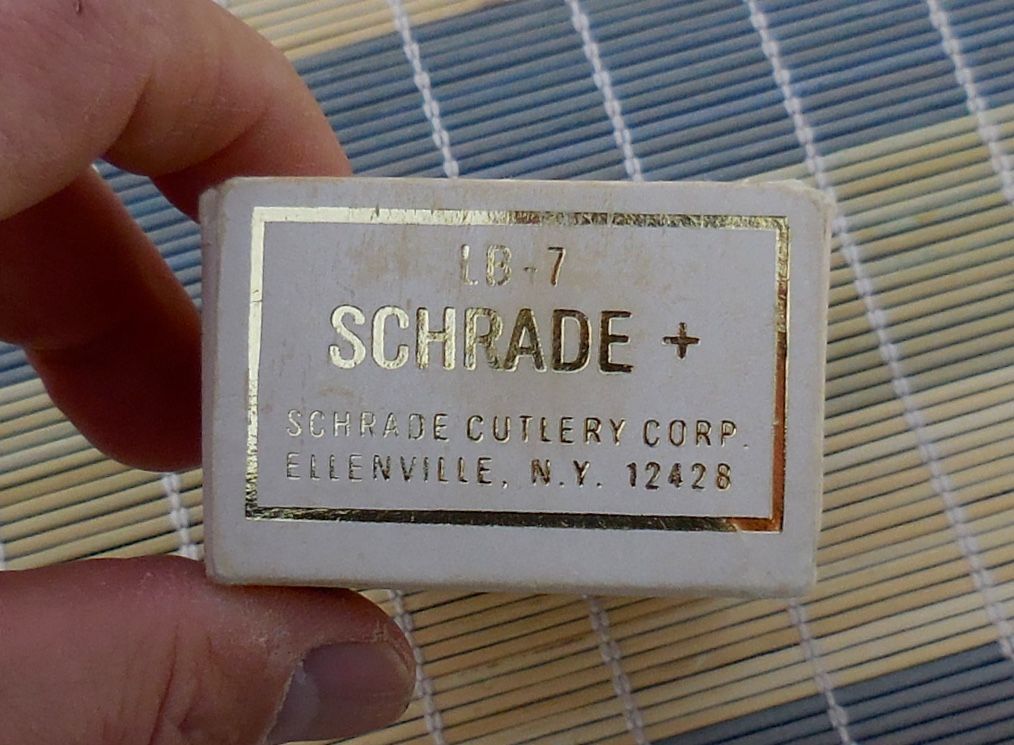 LB-7
SCHRADE +
SCHRADE CUTLERY CORP.
ELLENVILLE, N.Y. 12428